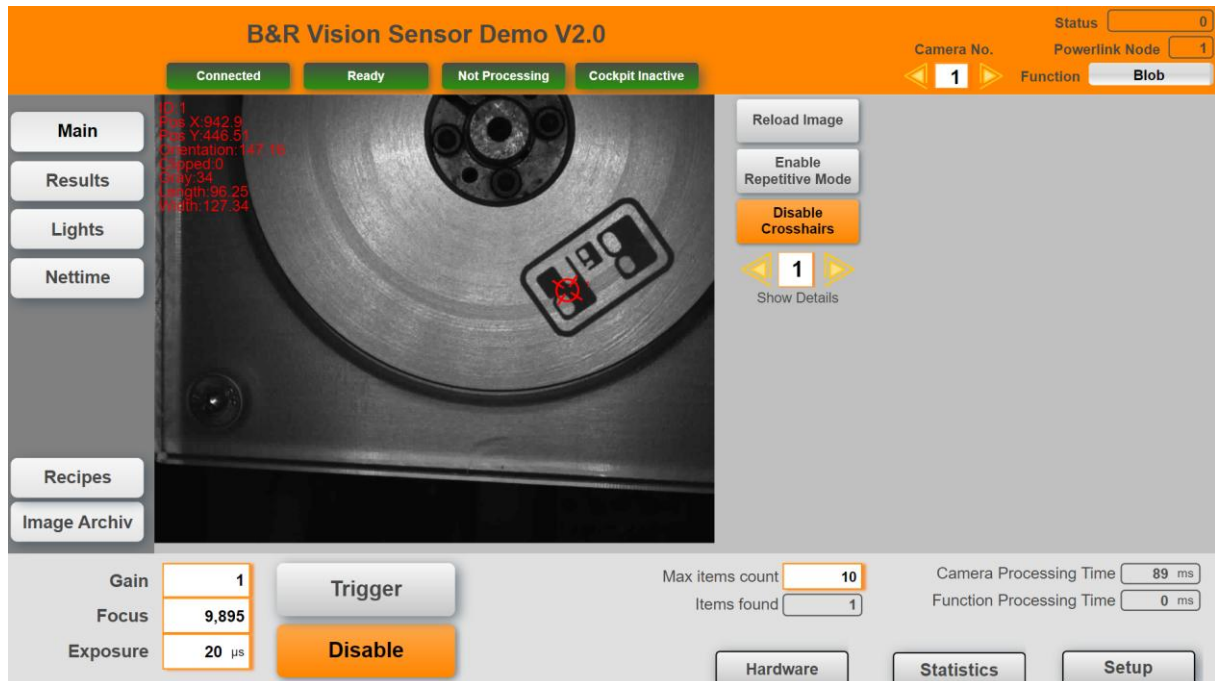 B&R Vision Sensor Demo V2.0
Status 0
Camera No.
Powerlink Node 1
Connected
Ready
Not Processing
Cockpit Inactive
1
Function Blob
Main
Results
Lights
Nettime
Recipes
Image Archiv
ID:1
Pos X:942.9
Pos Y:446.51
Orientation:147.16
Clipped:0
Gray:34
Length:96.25
Width:127.34
Reload Image
Enable
Repetitive Mode
Disable
Crosshairs
1
Show Details
Gain 1
Focus 9,895
Exposure 20 µs
Trigger
Disable
Max items count 10
Items found 1
Camera Processing Time 89 ms
Function Processing Time 0 ms
Hardware
Statistics
Setup